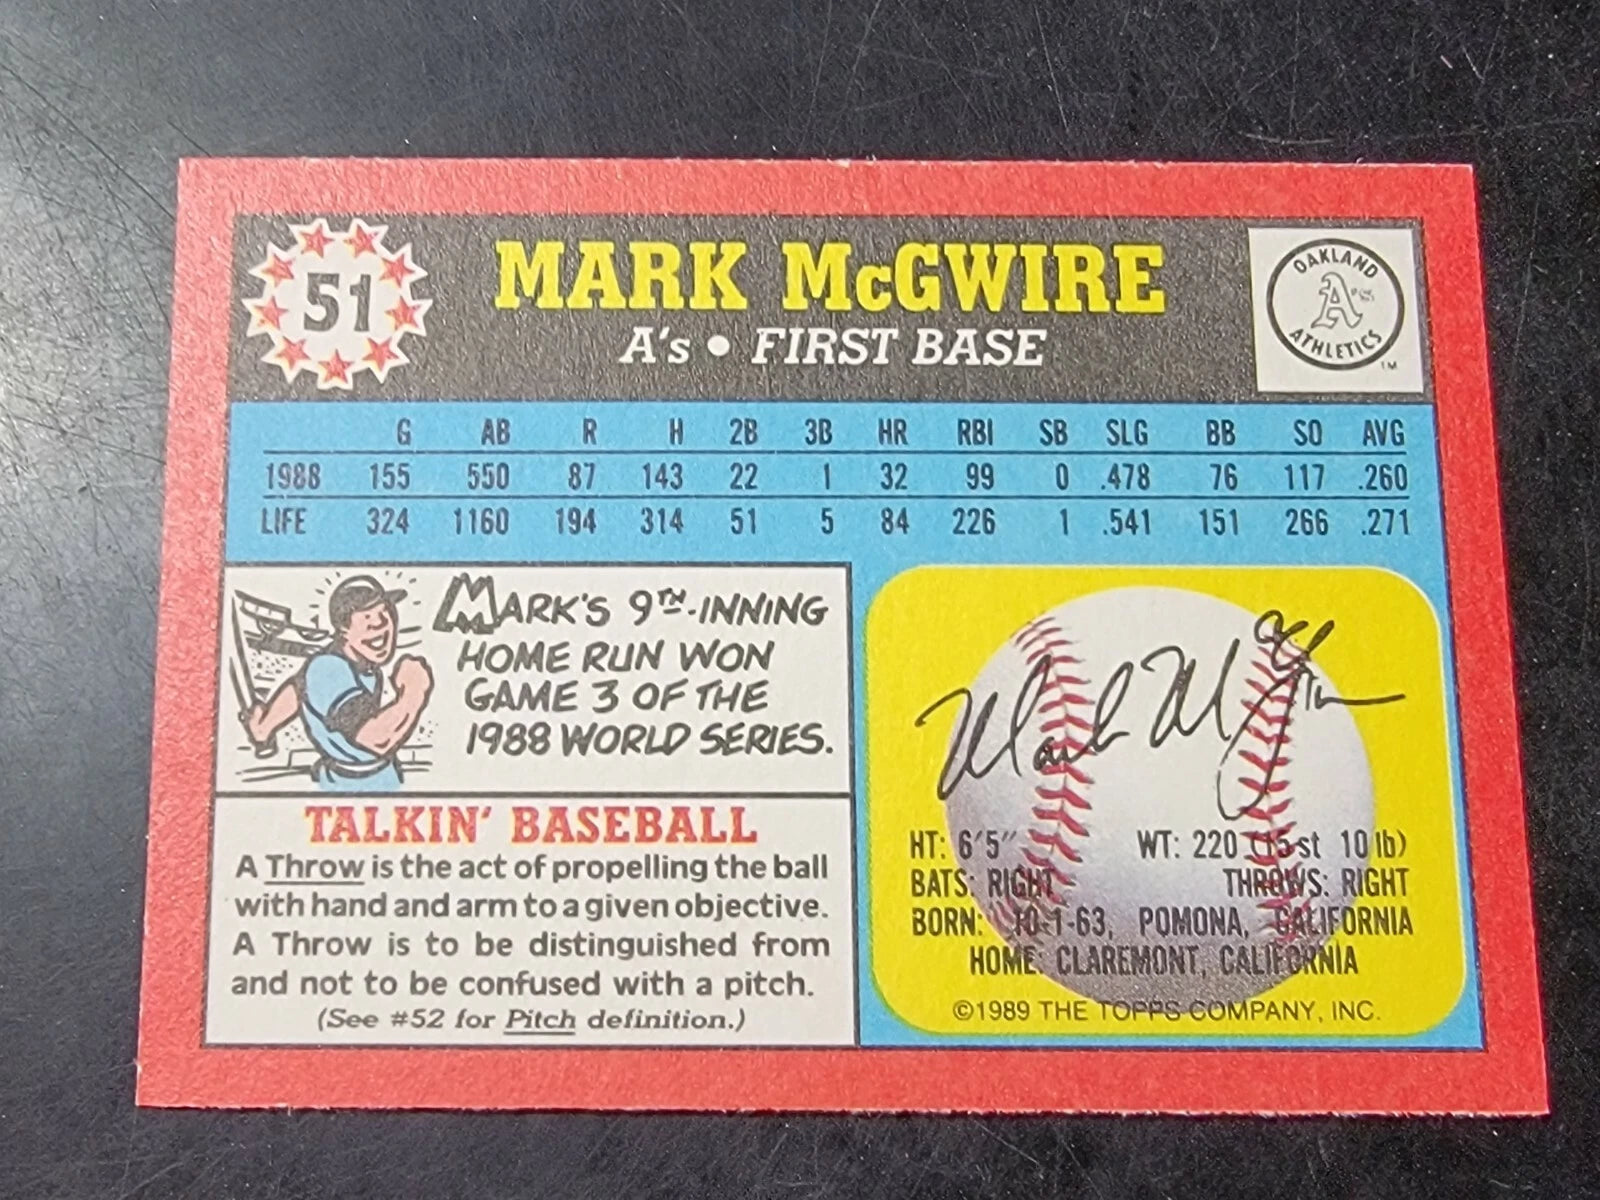 51
MARK McGWIRE
A's • FIRST BASE
OAKLAND
A's
ATHLETICS
TM
G AB R H 2B 3B HR RBI SB SLG BB SO AVG
1988 155 550 87 143 22 1 32 99 0 .478 76 117 .260
LIFE 324 1160 194 314 51 5 84 226 1 .541 151 266 .271
MARK'S 9TH-INNING
HOME RUN WON
GAME 3 OF THE
1988 WORLD SERIES.
TALKIN' BASEBALL
A Throw is the act of propelling the ball
with hand and arm to a given objective.
A Throw is to be distinguished from
and not to be confused with a pitch.
(See #52 for Pitch definition.)
Mark McGwire
HT: 6'5" WT: 220 (15 st 10 lb)
BATS: RIGHT THROWS: RIGHT
BORN: 10-1-63, POMONA, CALIFORNIA
HOME: CLAREMONT, CALIFORNIA
©1989 THE TOPPS COMPANY, INC.